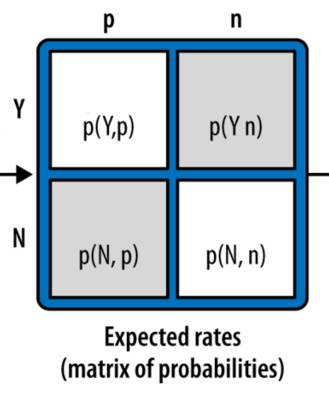 p n
Y p(Y,p) p(Y n)
N p(N, p) p(N, n)
Expected rates
(matrix of probabilities)